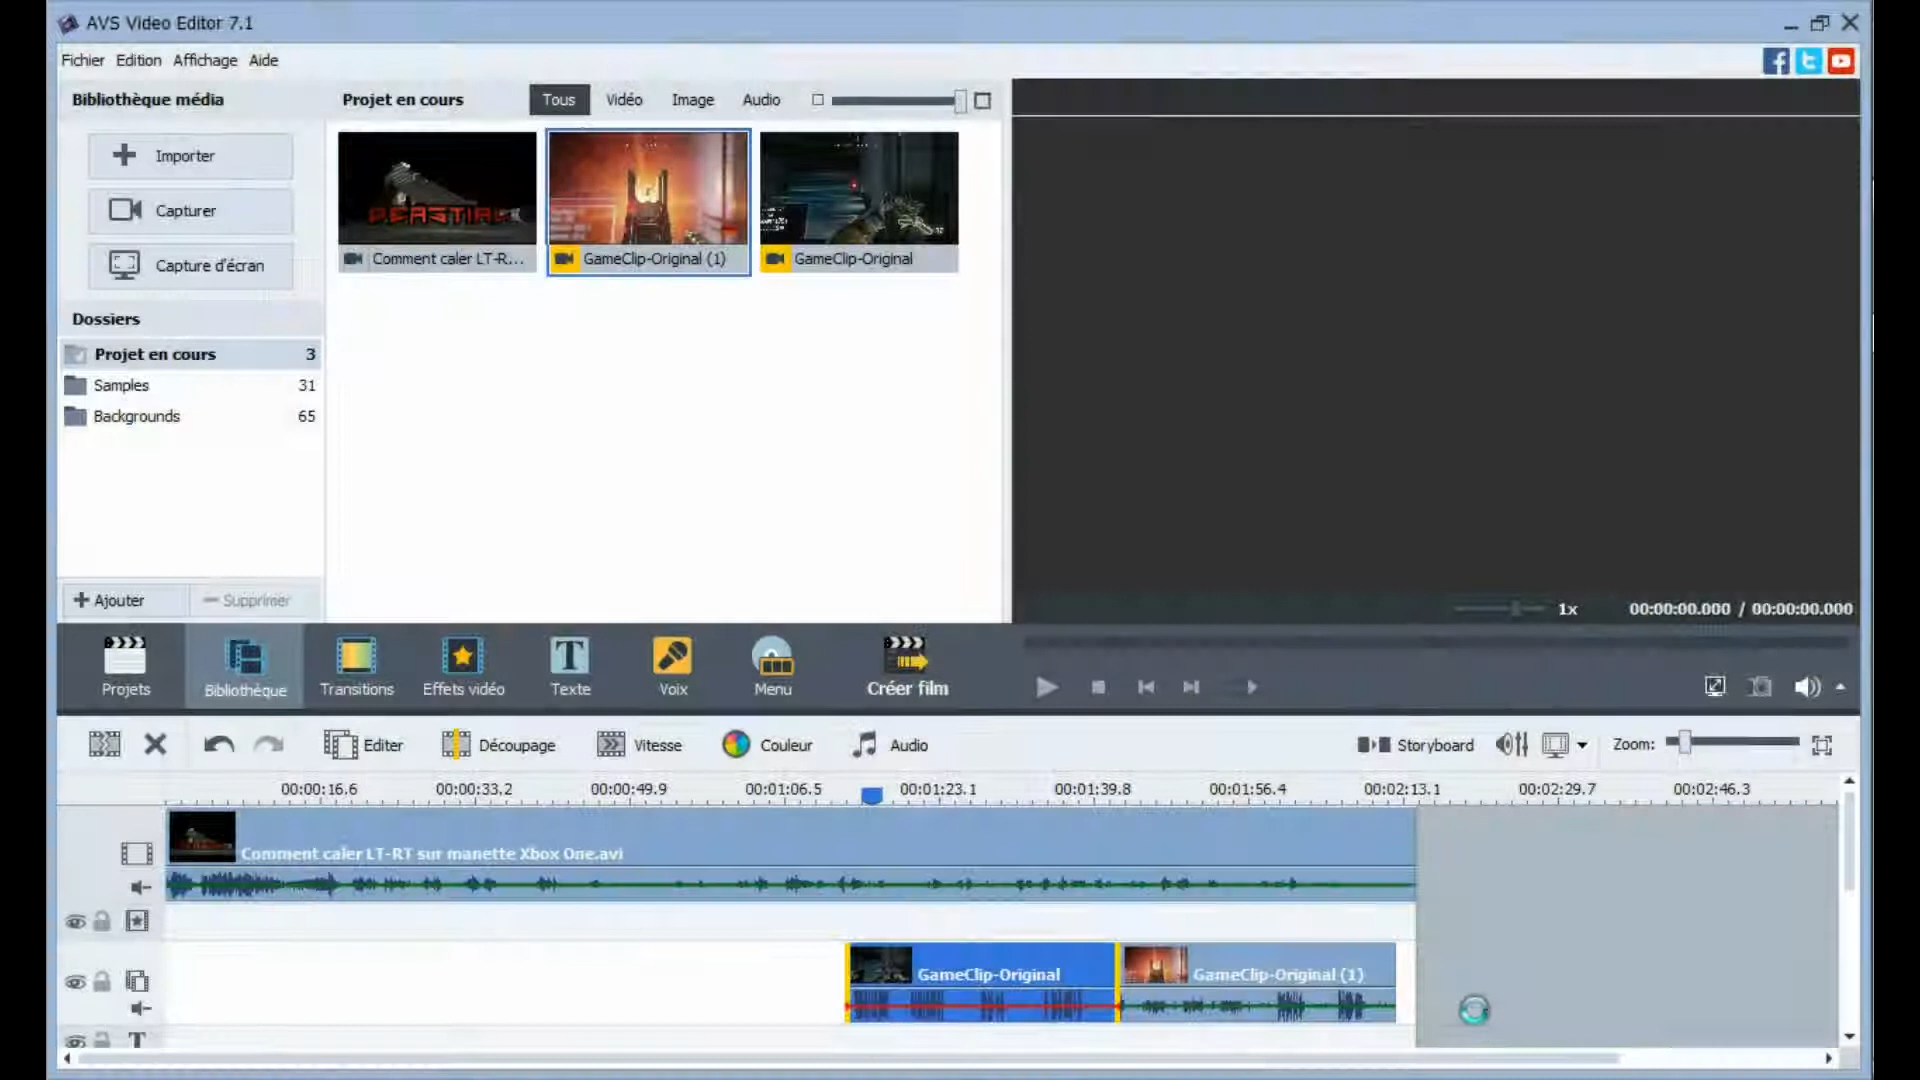 AVS Video Editor 7.1
Fichier Edition Affichage Aide
Bibliothèque média
Projet en cours
Tous Vidéo Image Audio
Importer
Capturer
Capture d'écran
Comment caler LT-R...
GameClip-Original (1)
GameClip-Original
Dossiers
Projet en cours 3
Samples 31
Backgrounds 65
Ajouter Supprimer
1x 00:00:00.000 / 00:00:00.000
Projets Bibliothèque Transitions Effets vidéo Texte Voix Menu Créer film
Editer Découpage Vitesse Couleur Audio Storyboard Zoom:
00:00:16.6 00:00:33.2 00:00:49.9 00:01:06.5 00:01:23.1 00:01:39.8 00:01:56.4 00:02:13.1 00:02:29.7 00:02:46.3
Comment caler LT-RT sur manette Xbox One.avi
GameClip-Original GameClip-Original (1)